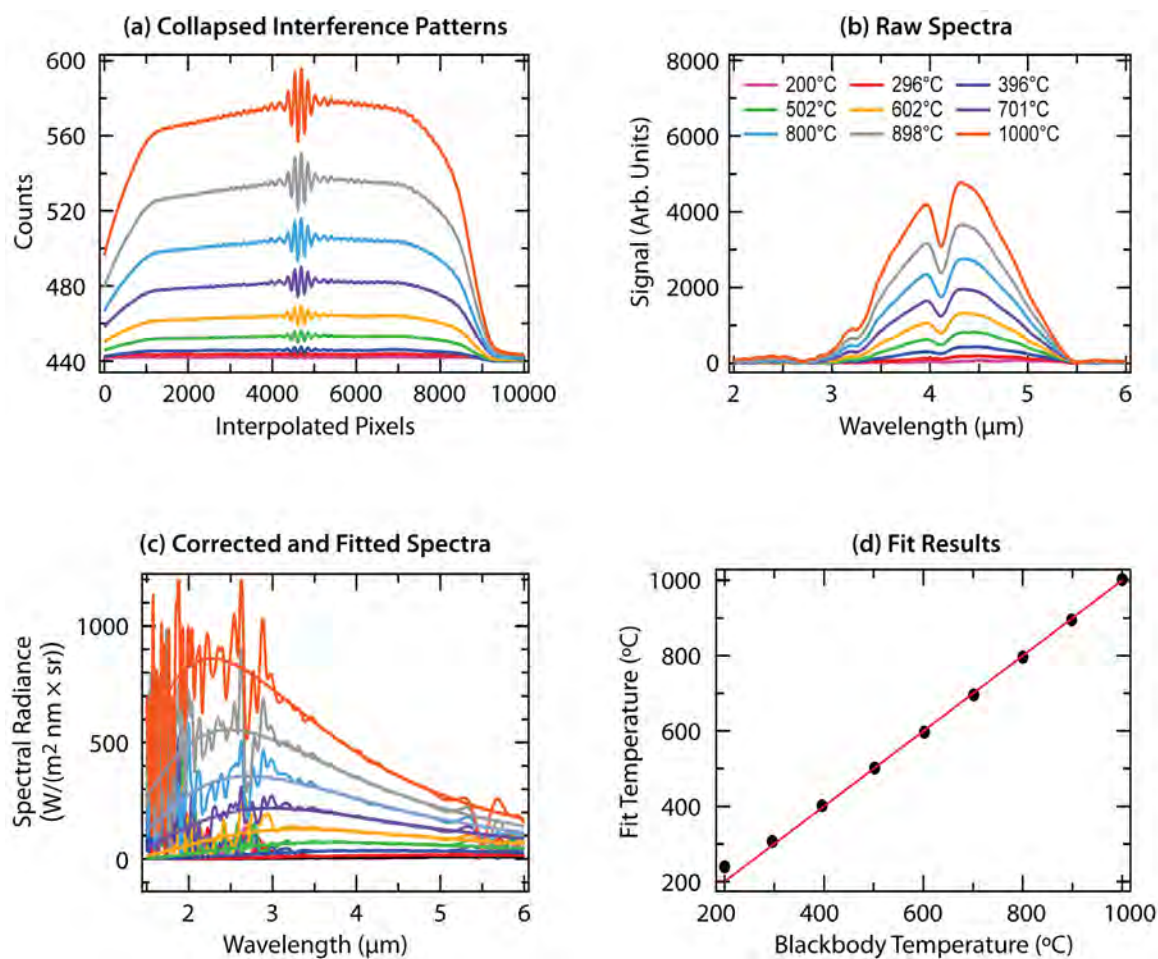 (a) Collapsed Interference Patterns
600
560
520
480
440
Counts
0 2000 4000 6000 8000 10000
Interpolated Pixels
(b) Raw Spectra
8000
6000
4000
2000
0
Signal (Arb. Units)
200°C 296°C 396°C
502°C 602°C 701°C
800°C 898°C 1000°C
2 3 4 5 6
Wavelength (µm)
(c) Corrected and Fitted Spectra
1000
500
0
Spectral Radiance
(W/(m2 nm × sr))
2 3 4 5 6
Wavelength (µm)
(d) Fit Results
1000
800
600
400
200
Fit Temperature (ºC)
200 400 600 800 1000
Blackbody Temperature (ºC)